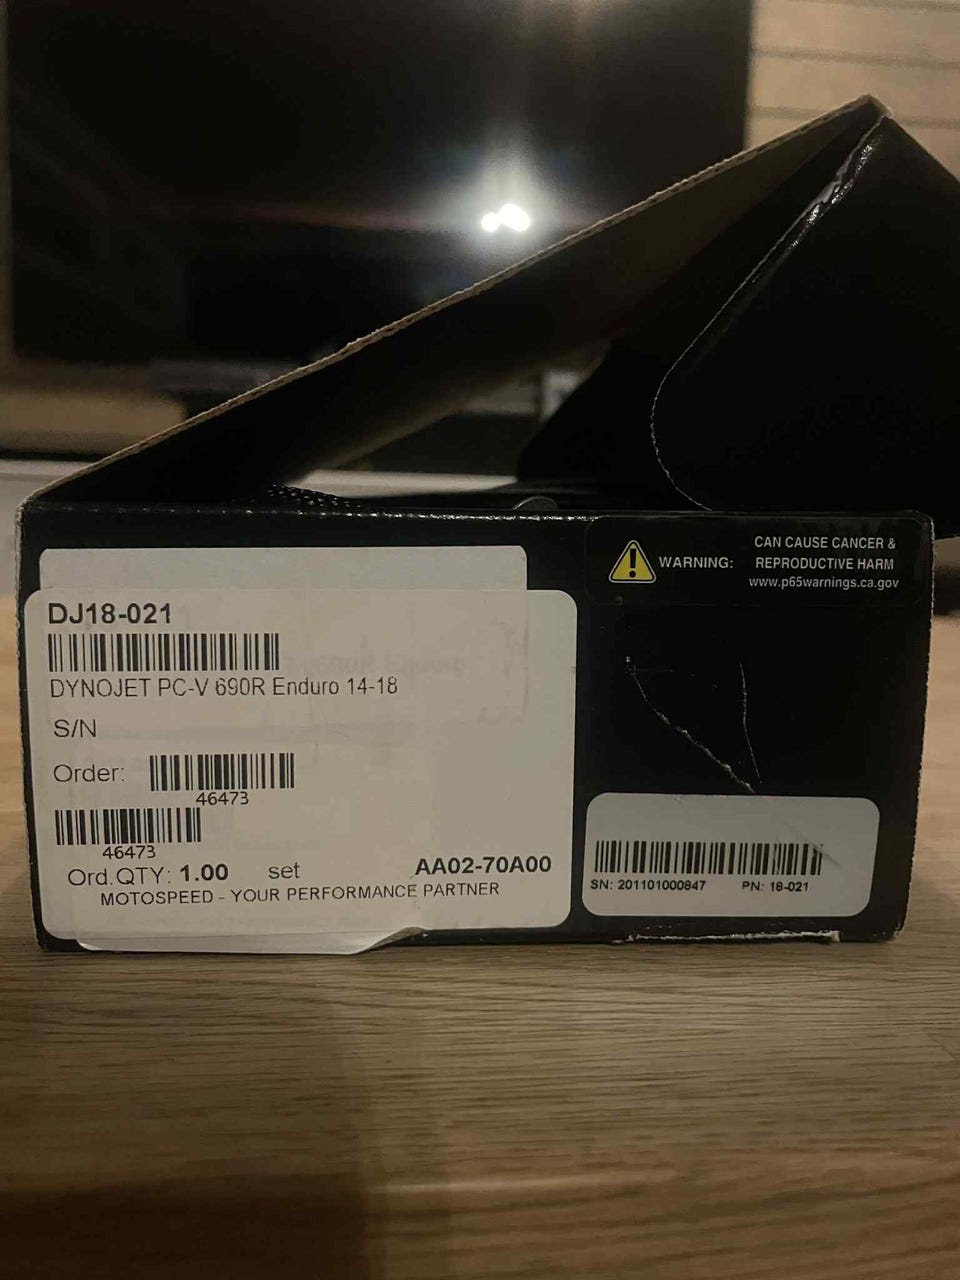 CAN CAUSE CANCER &
WARNING: REPRODUCTIVE HARM
www.p65warnings.ca.gov
DJ18-021
DYNOJET PC-V 690R Enduro 14-18
S/N
Order:
46473
46473
Ord.QTY: 1.00 set AA02-70A00
MOTOSPEED - YOUR PERFORMANCE PARTNER
SN: 201101000847 PN: 18-021